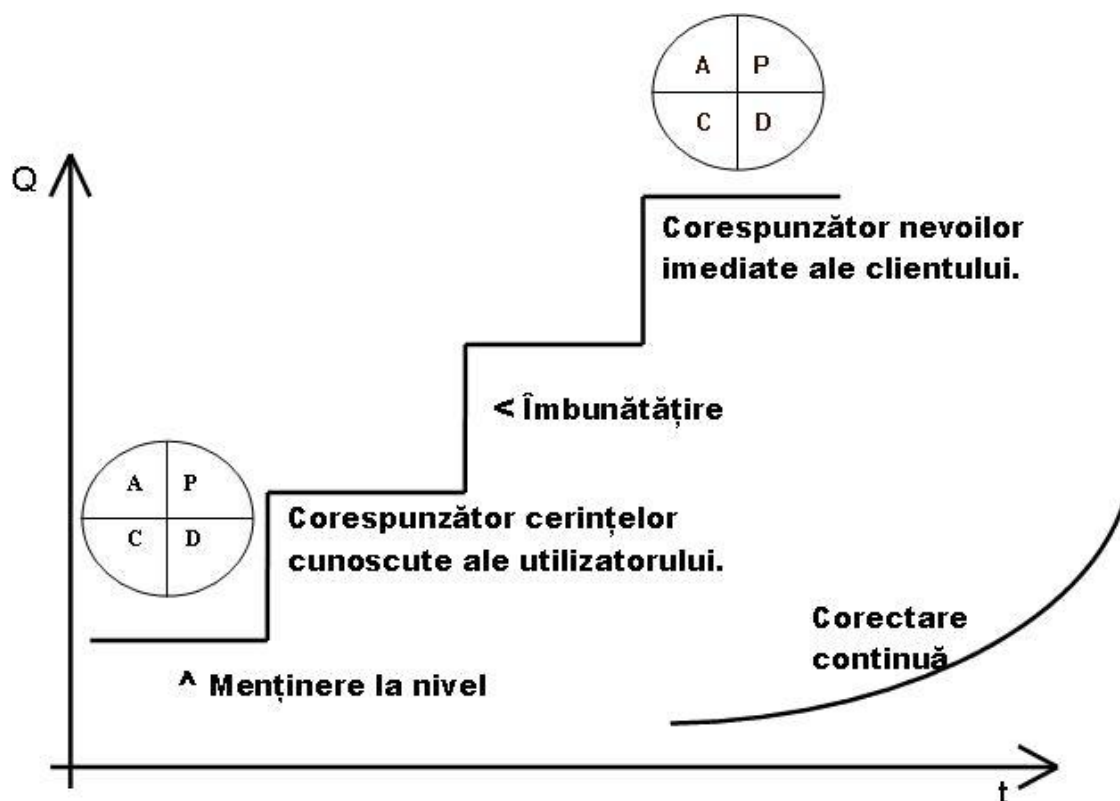 A P
C D
Q
Corespunzător nevoilor
imediate ale clientului.
< Îmbunătățire
A P
C D
Corespunzător cerințelor
cunoscute ale utilizatorului.
Corectare
continuă
^ Menținere la nivel
t